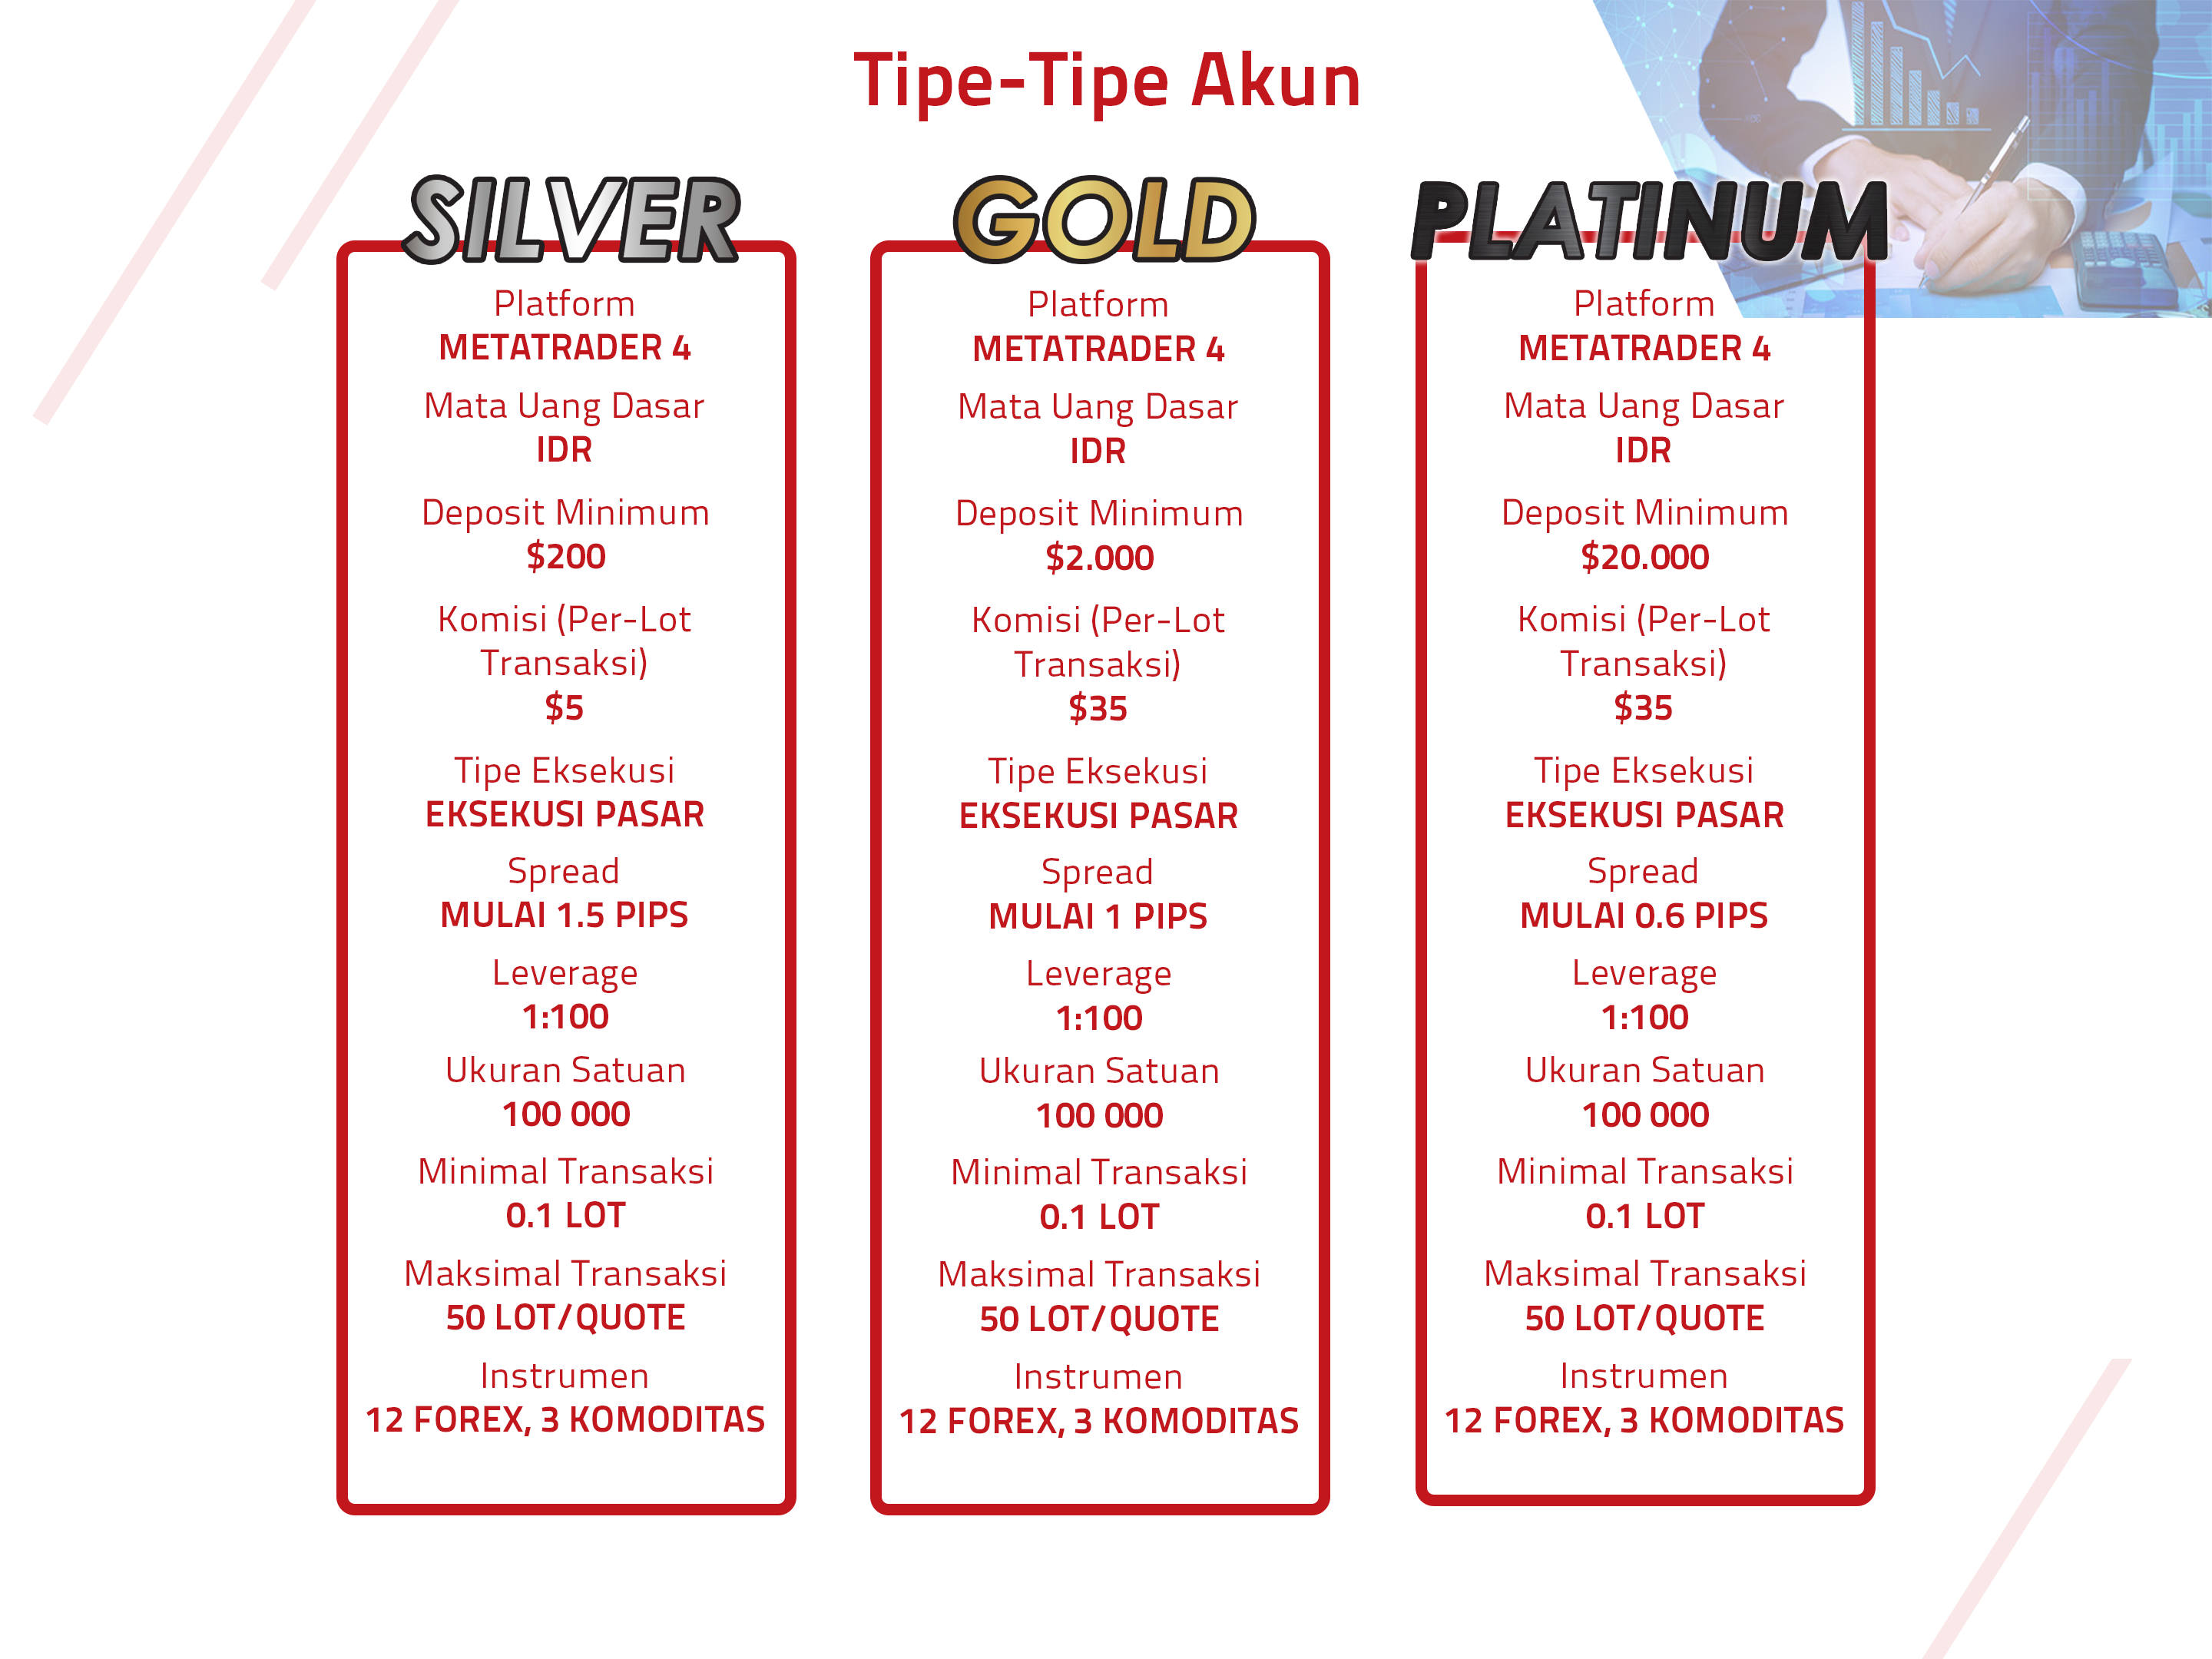 Tipe-Tipe Akun
SILVER
Platform
METATRADER 4
Mata Uang Dasar
IDR
Deposit Minimum
$200
Komisi (Per-Lot
Transaksi)
$5
Tipe Eksekusi
EKSEKUSI PASAR
Spread
MULAI 1.5 PIPS
Leverage
1:100
Ukuran Satuan
100 000
Minimal Transaksi
0.1 LOT
Maksimal Transaksi
50 LOT/QUOTE
Instrumen
12 FOREX, 3 KOMODITAS
GOLD
Platform
METATRADER 4
Mata Uang Dasar
IDR
Deposit Minimum
$2.000
Komisi (Per-Lot
Transaksi)
$35
Tipe Eksekusi
EKSEKUSI PASAR
Spread
MULAI 1 PIPS
Leverage
1:100
Ukuran Satuan
100 000
Minimal Transaksi
0.1 LOT
Maksimal Transaksi
50 LOT/QUOTE
Instrumen
12 FOREX, 3 KOMODITAS
PLATINUM
Platform
METATRADER 4
Mata Uang Dasar
IDR
Deposit Minimum
$20.000
Komisi (Per-Lot
Transaksi)
$35
Tipe Eksekusi
EKSEKUSI PASAR
Spread
MULAI 0.6 PIPS
Leverage
1:100
Ukuran Satuan
100 000
Minimal Transaksi
0.1 LOT
Maksimal Transaksi
50 LOT/QUOTE
Instrumen
12 FOREX, 3 KOMODITAS